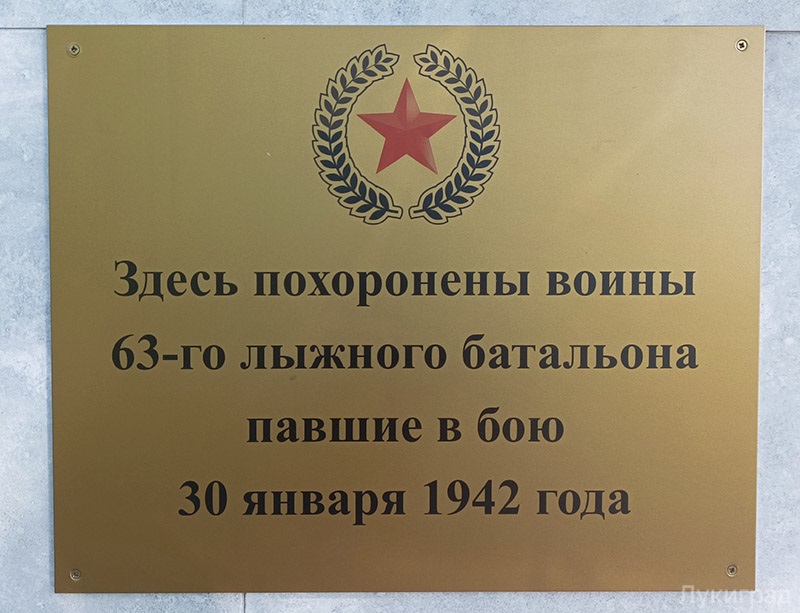 Здесь похоронены воины
63-го лыжного батальона
павшие в бою
30 января 1942 года
Лукиград